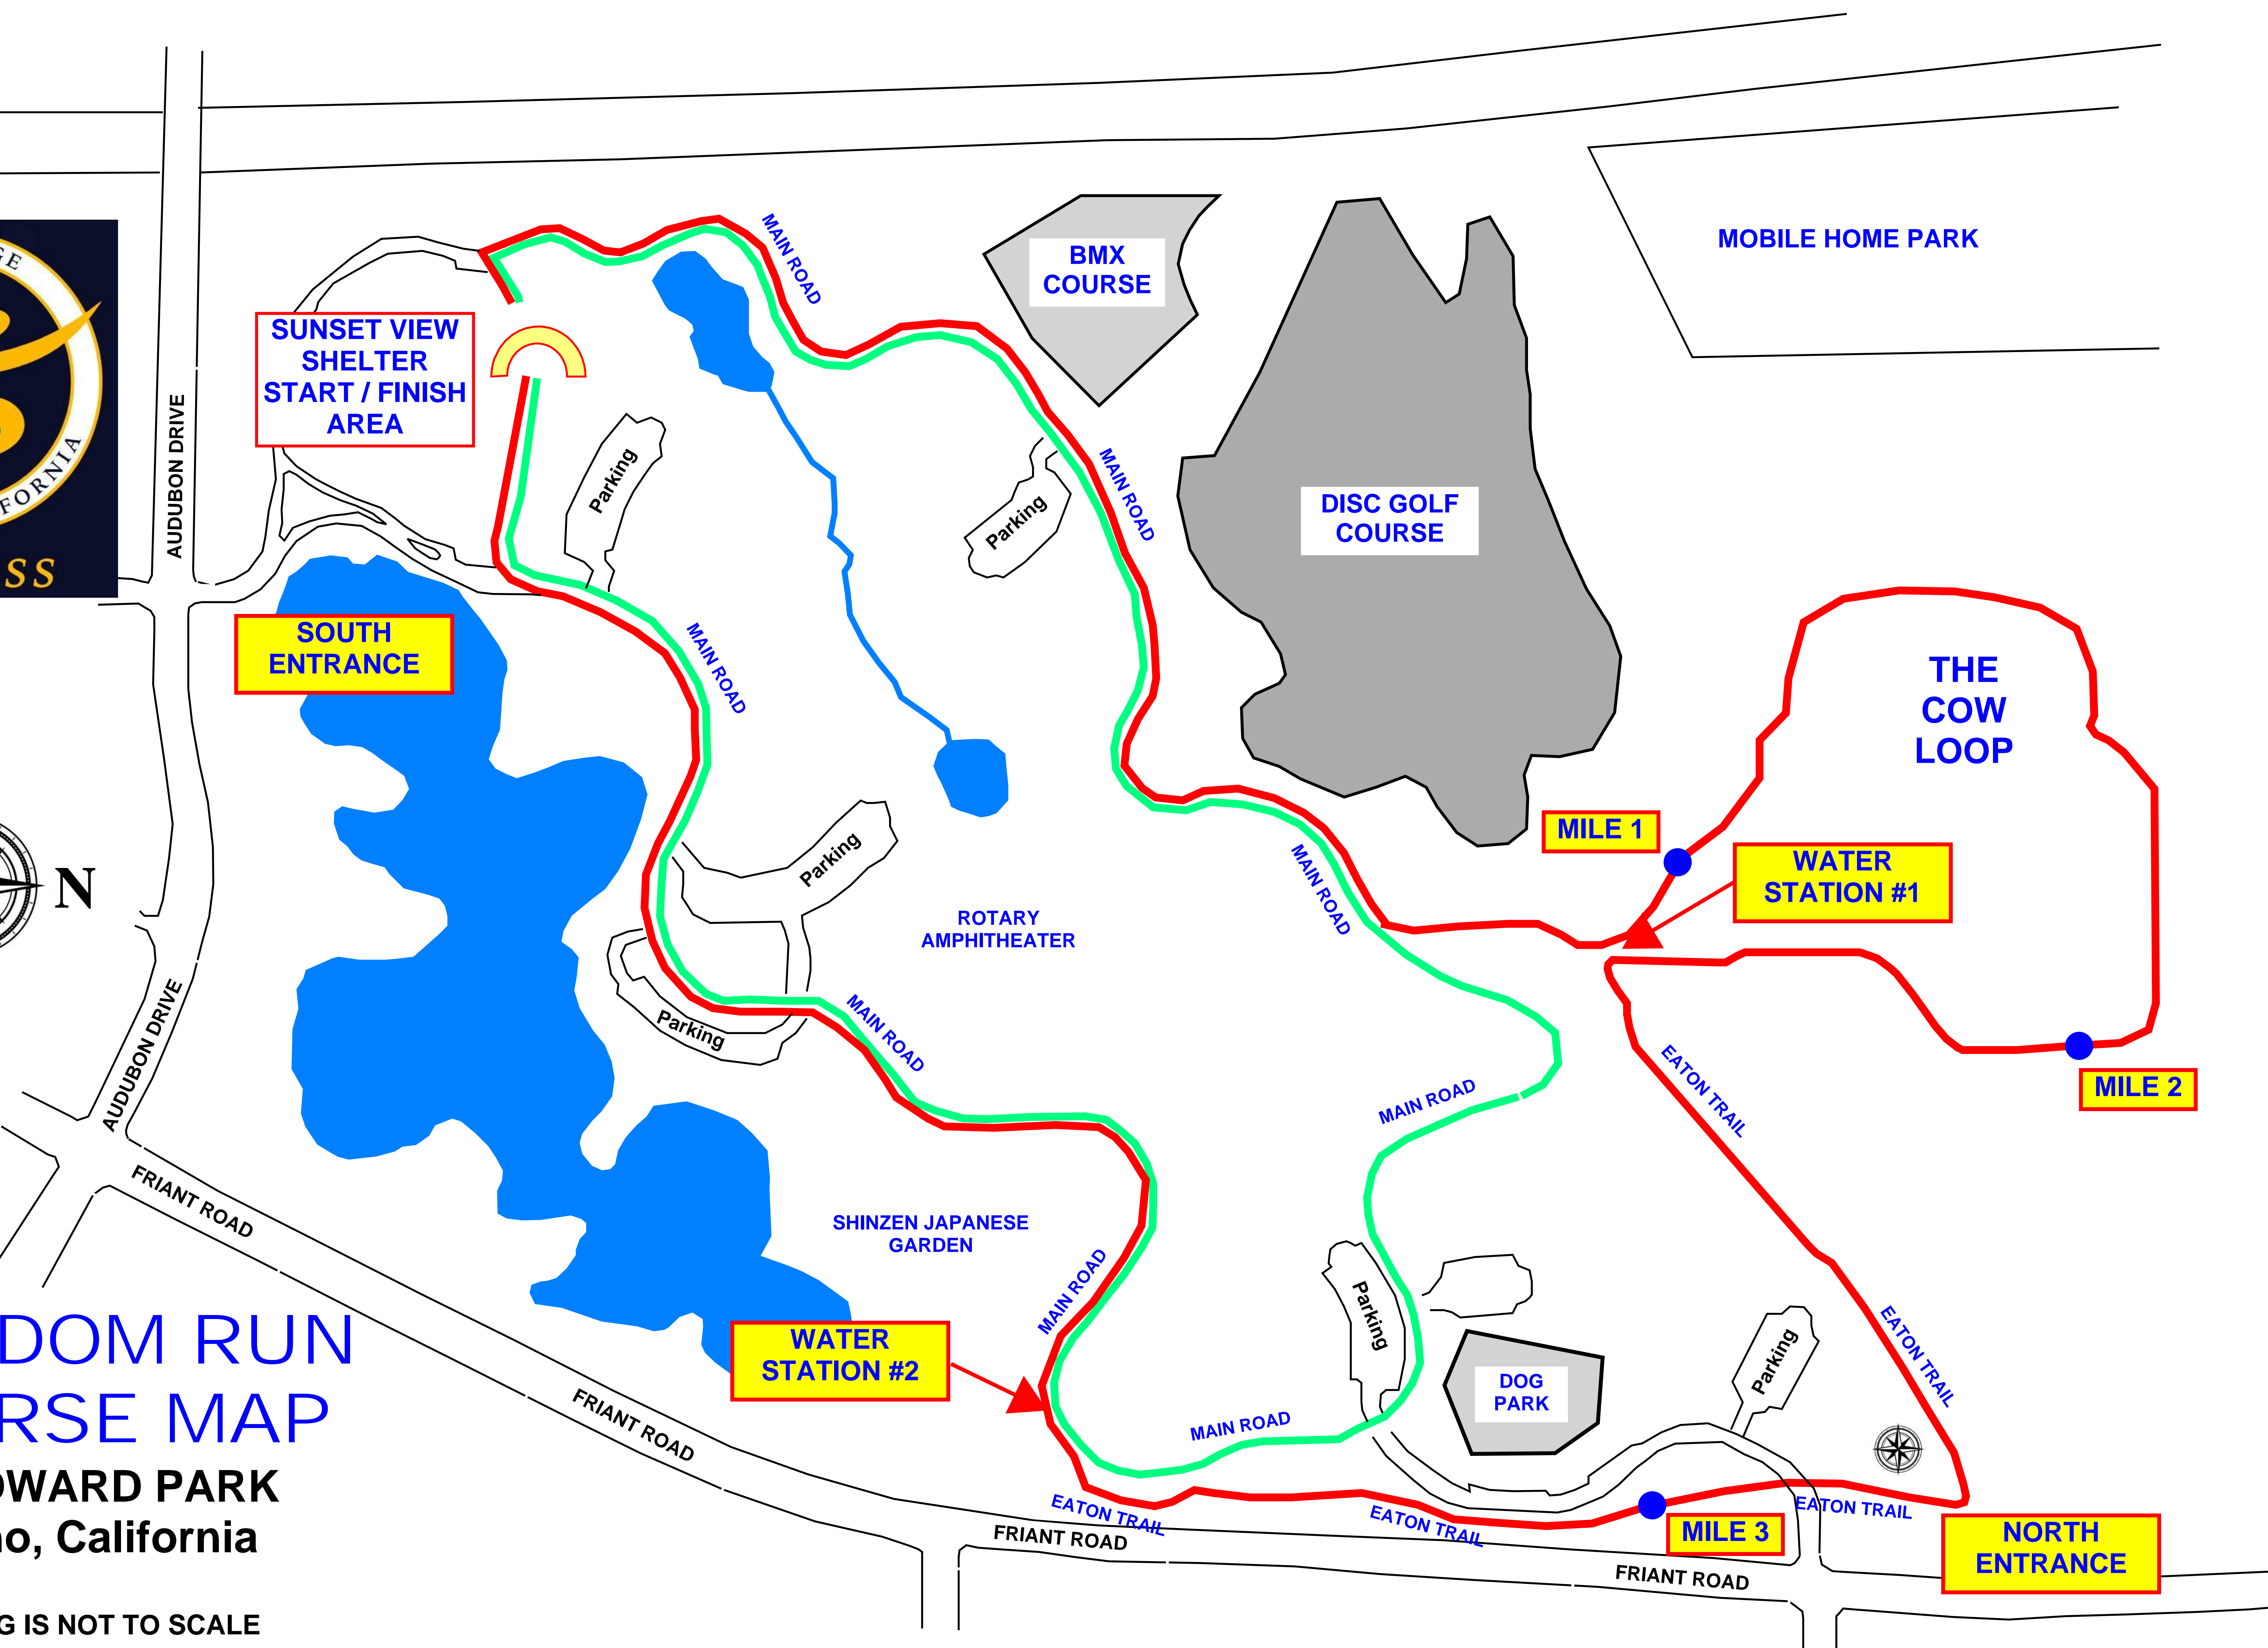 GE
FORNIA
SS
AUDUBON DRIVE
MAIN ROAD
BMX
COURSE
MOBILE HOME PARK
SUNSET VIEW
SHELTER
START / FINISH
AREA
Parking
Parking
MAIN ROAD
DISC GOLF
COURSE
SOUTH
ENTRANCE
MAIN ROAD
THE
COW
LOOP
MILE 1
WATER
STATION #1
N
Parking
MAIN ROAD
ROTARY
AMPHITHEATER
AUDUBON DRIVE
Parking
MAIN ROAD
EATON TRAIL
MILE 2
MAIN ROAD
FRIANT ROAD
SHINZEN JAPANESE
GARDEN
MAIN ROAD
Parking
Parking
EATON TRAIL
WATER
STATION #2
DOG
PARK
MAIN ROAD
FRIANT ROAD
EATON TRAIL
EATON TRAIL
EATON TRAIL
FRIANT ROAD
MILE 3
NORTH
ENTRANCE
FRIANT ROAD
DOM RUN
RSE MAP
DWARD PARK
no, California
G IS NOT TO SCALE